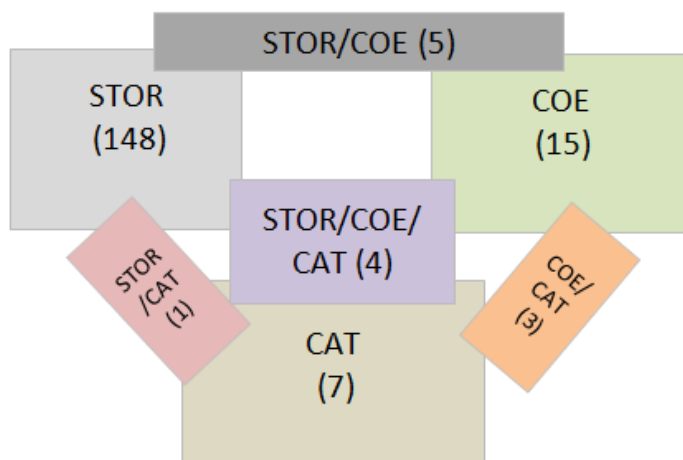 STOR/COE (5)
STOR
(148)
COE
(15)
STOR/COE/
CAT (4)
STOR
/CAT
(1)
COE/
CAT
(3)
CAT
(7)